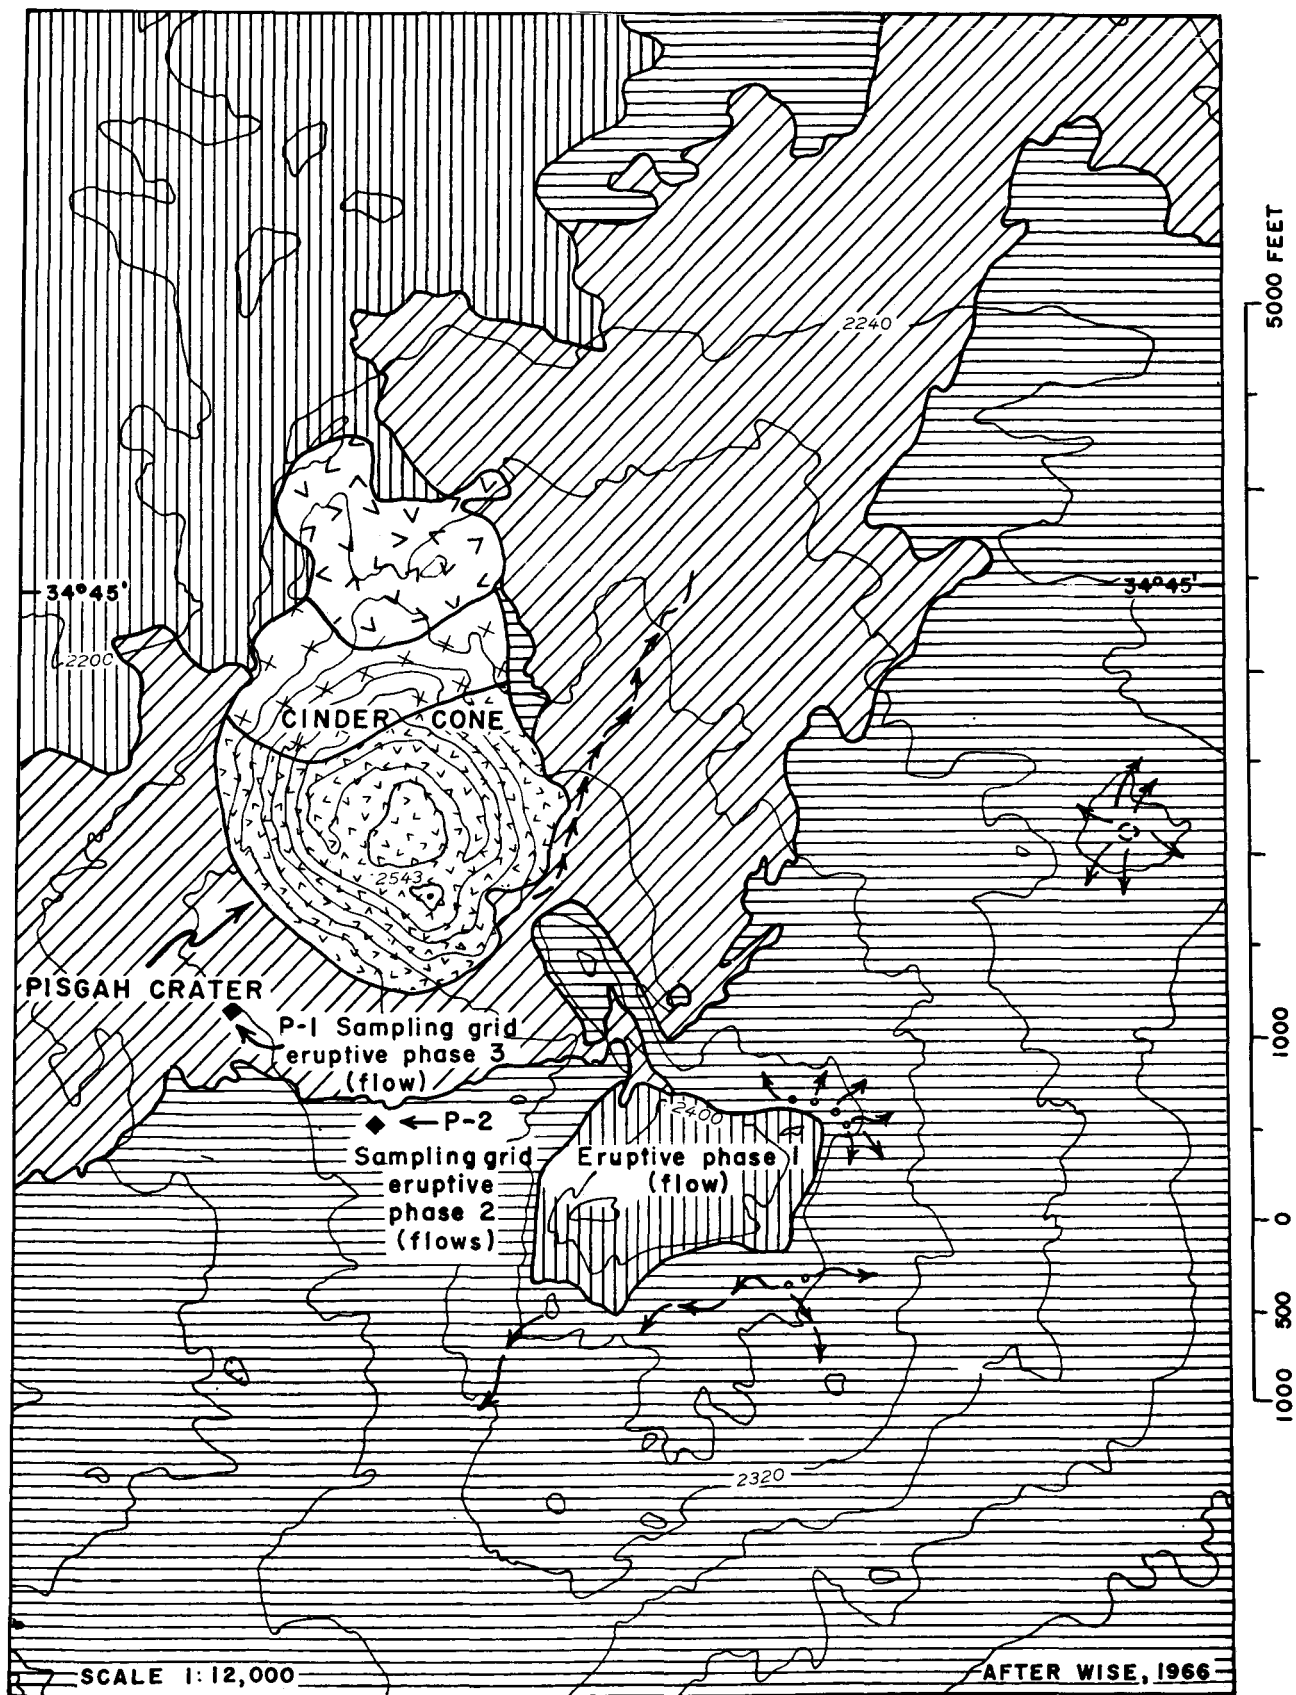 5000 FEET
2240
34°45'
34°45'
2200
CINDER CONE
2543
PISGAH CRATER
1000
P-1 Sampling grid
eruptive phase 3
(flow)
2400
P-2
Sampling grid
eruptive
phase 2
(flows)
Eruptive phase 1
(flow)
0
500
1000
2320
SCALE 1:12,000
AFTER WISE, 1966